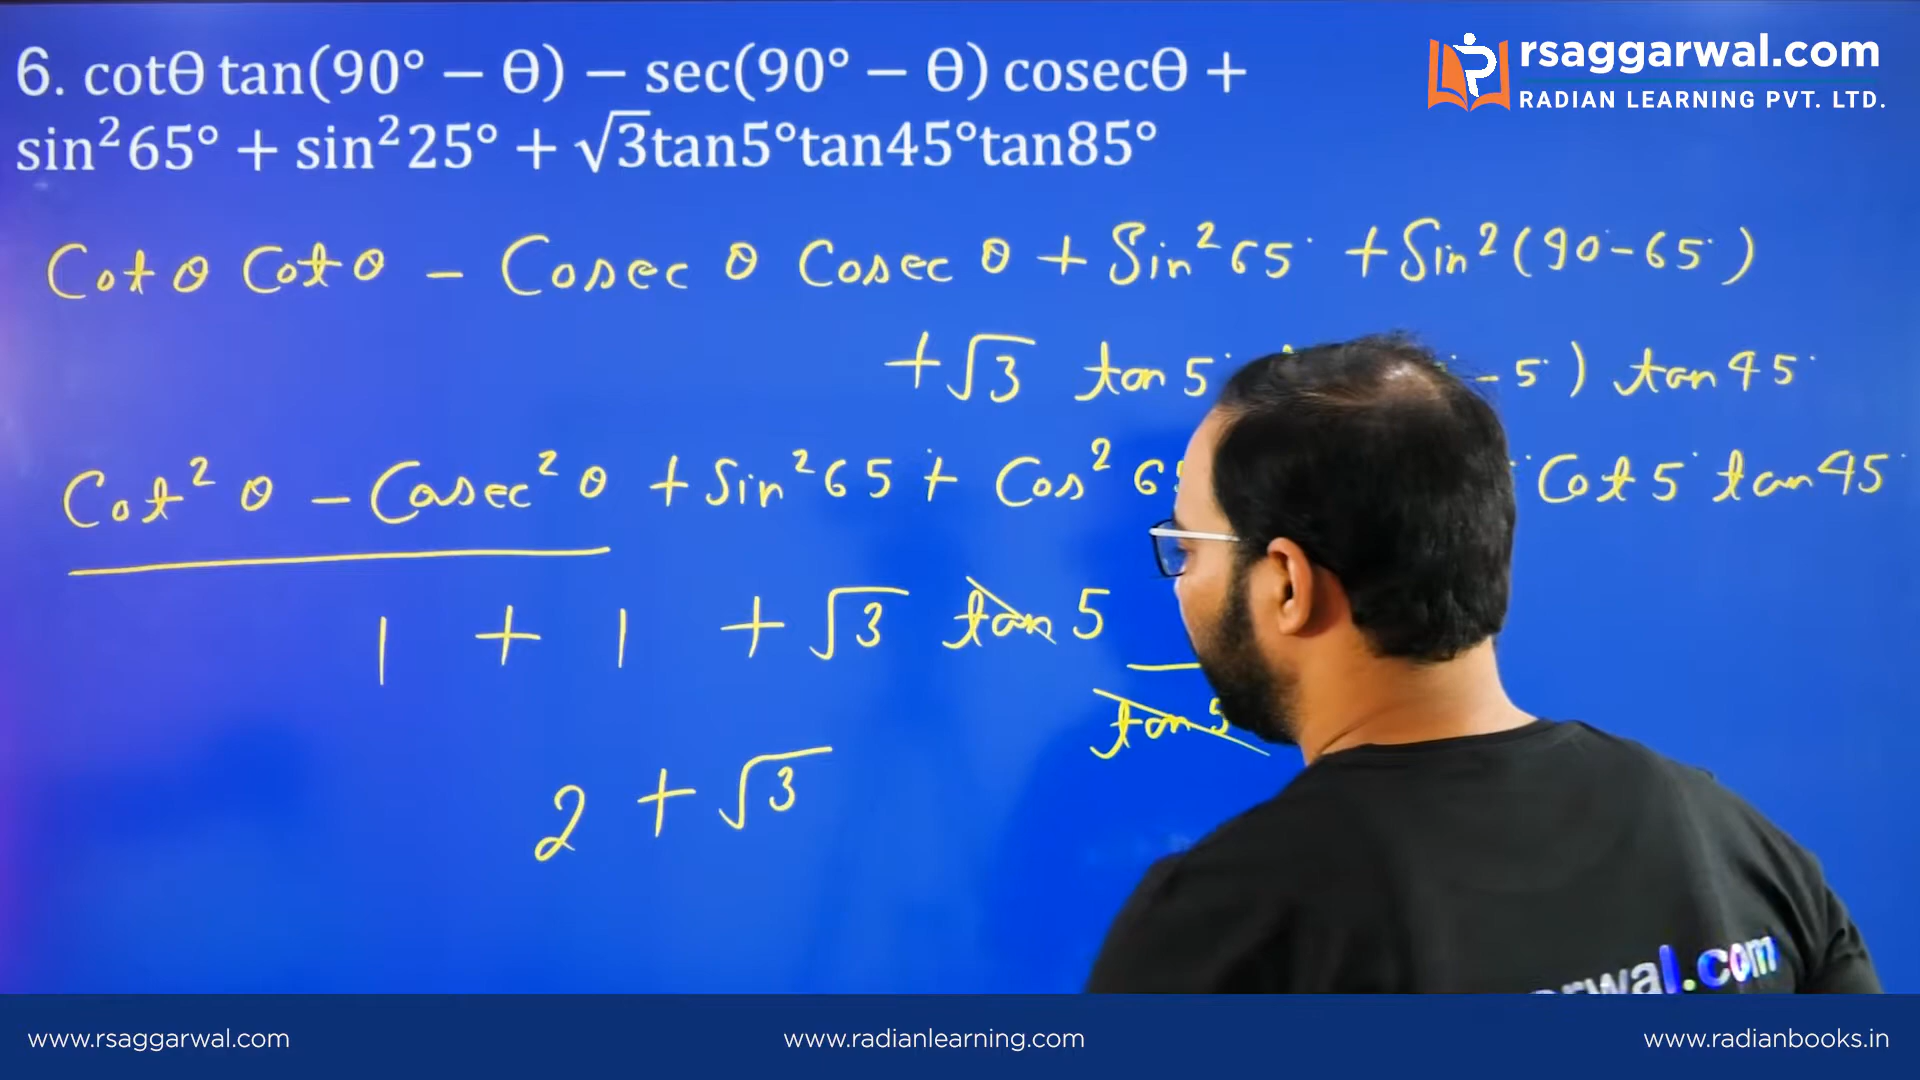 6. cotθ tan(90° − θ) − sec(90° − θ) cosecθ +
sin²65° + sin²25° + √3tan5°tan45°tan85°
rsaggarwal.com
RADIAN LEARNING PVT. LTD.
Cot θ Cot θ − Cosec θ Cosec θ + Sin²65° + Sin²(90°−65°)
+√3 tan 5° −5°) tan 45°
Cot² θ − Cosec² θ + Sin²65 + Cos² 65 Cot 5° tan 45°
1 + 1 + √3 tan 5
tan 5
2 + √3
.com
www.rsaggarwal.com
www.radianlearning.com
www.radianbooks.in